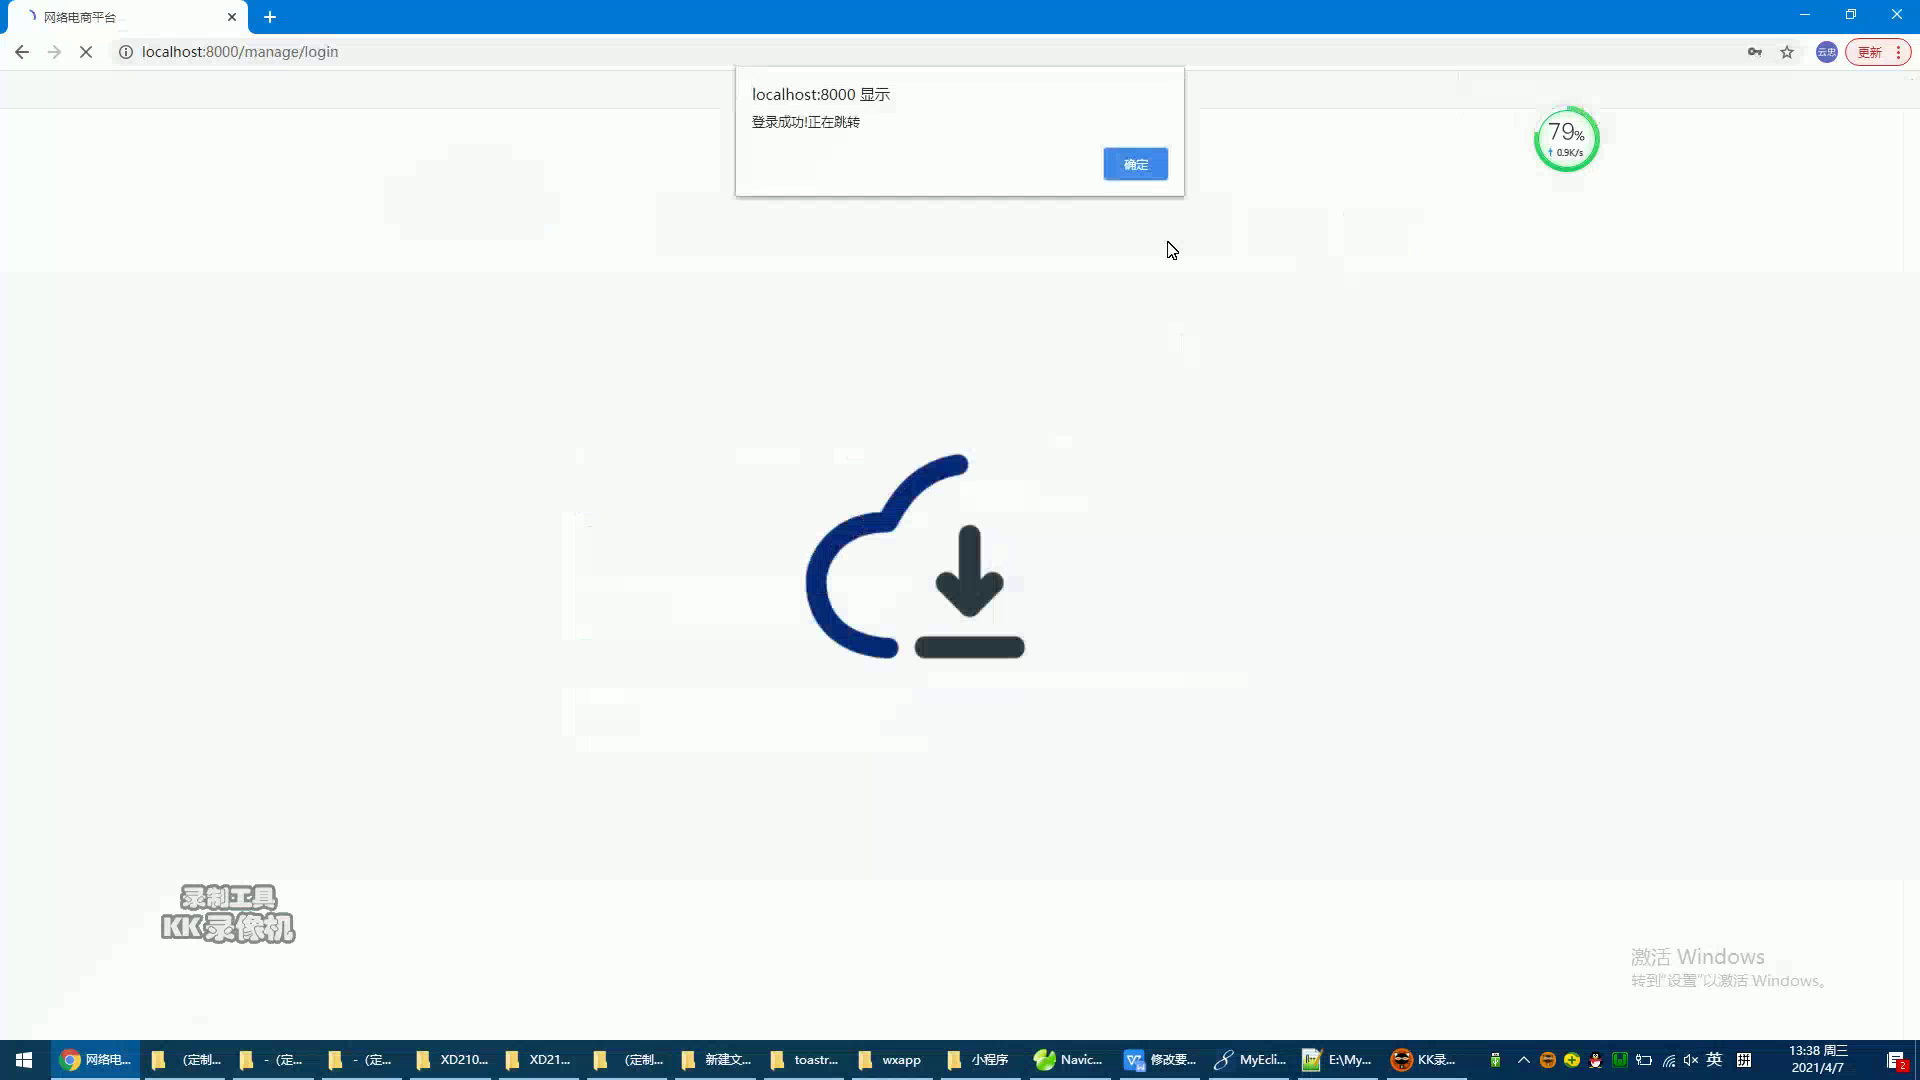 网络电商平台
localhost:8000/manage/login
云忠
更新
localhost:8000 显示
登录成功!正在跳转
确定
79%
↑ 0.9K/s
录制工具
KK录像机
激活 Windows
转到"设置"以激活 Windows。
网络电...
(定制...
- (定...
- (定...
XD210...
XD21...
(定制...
新建文...
toastr...
wxapp
小程序
Navic...
修改要...
MyEcli...
E:\My...
KK录...
英
拼
13:38 周三
2021/4/7
2